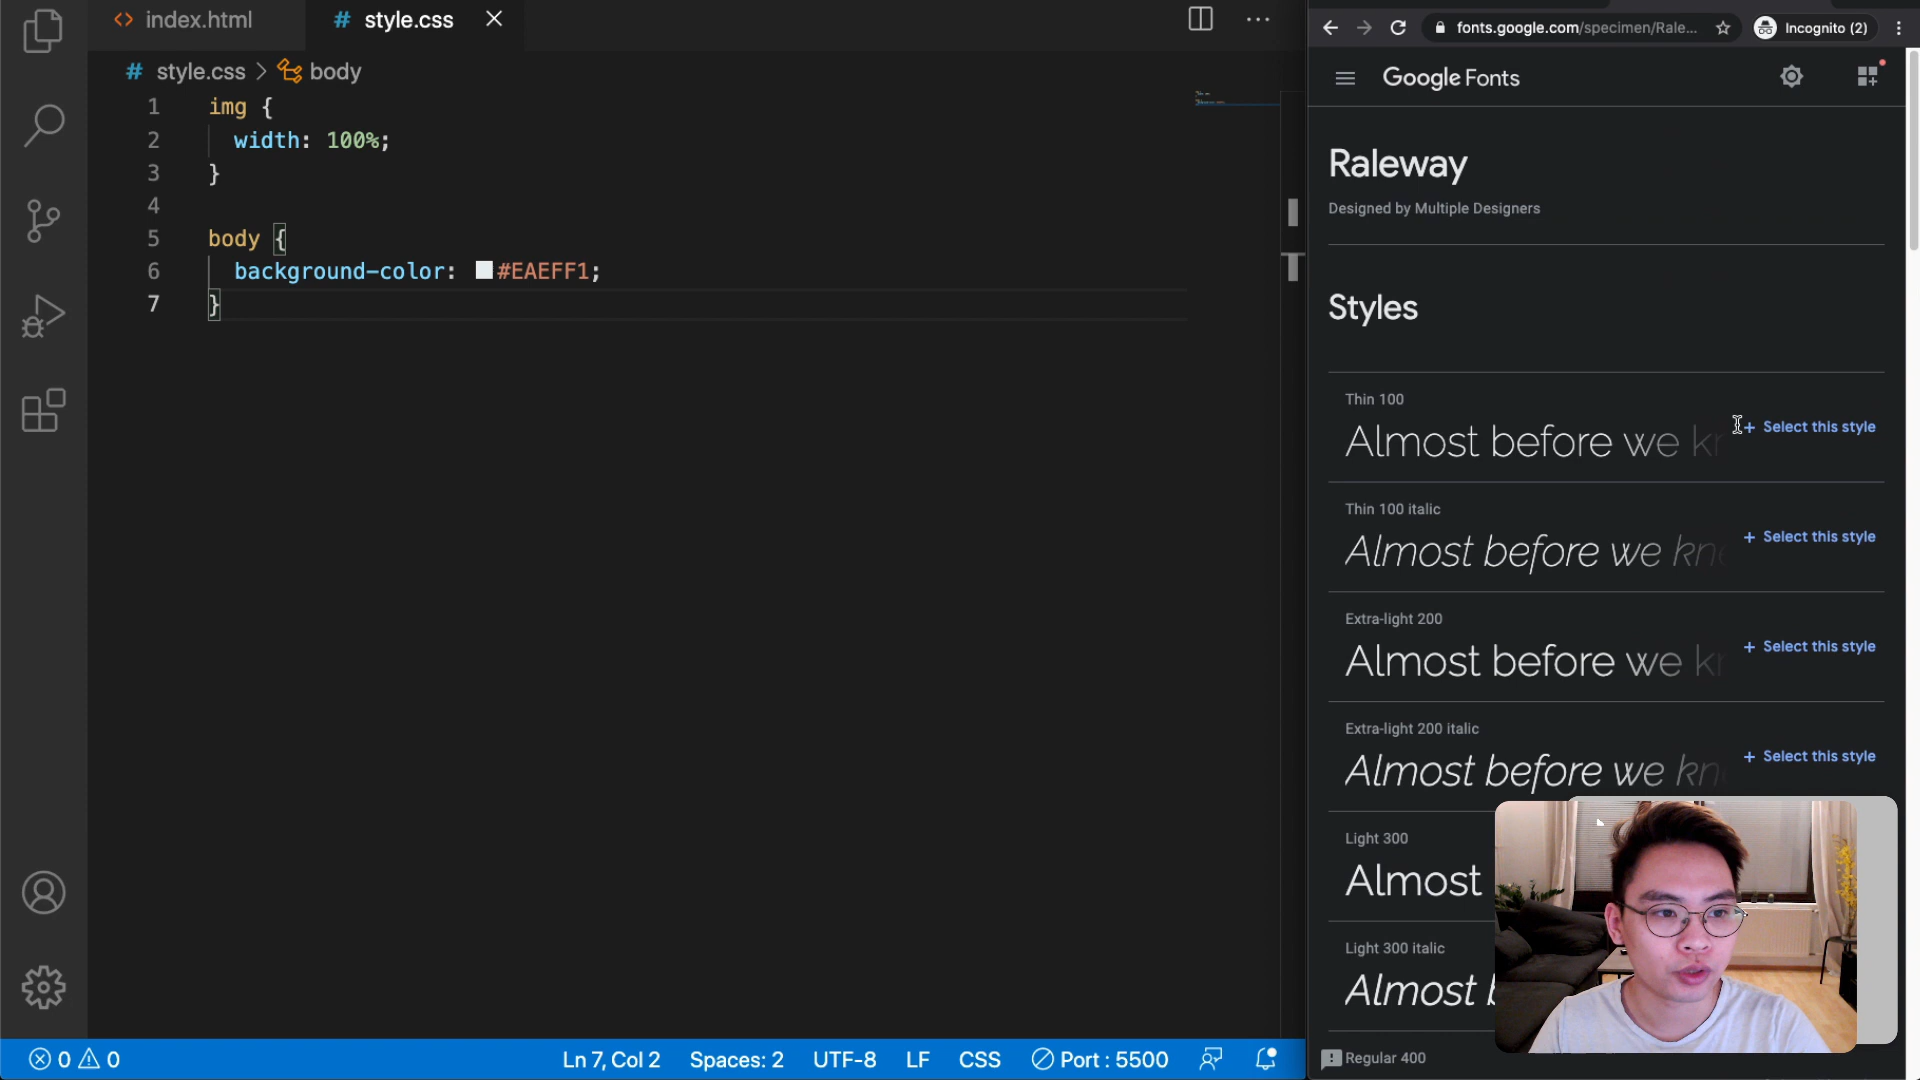 index.html
style.css
style.css > body
1 img {
2 width: 100%;
3 }
4
5 body {
6 background-color: #EAEFF1;
7 }
0 0
Ln 7, Col 2
Spaces: 2
UTF-8
LF
CSS
Port : 5500
fonts.google.com/specimen/Rale...
Incognito (2)
Google Fonts
Raleway
Designed by Multiple Designers
Styles
Thin 100
Almost before we kr
+ Select this style
Thin 100 italic
Almost before we kne
+ Select this style
Extra-light 200
Almost before we kr
+ Select this style
Extra-light 200 italic
Almost before we kn
+ Select this style
Light 300
Almost
Light 300 italic
Almost b
Regular 400